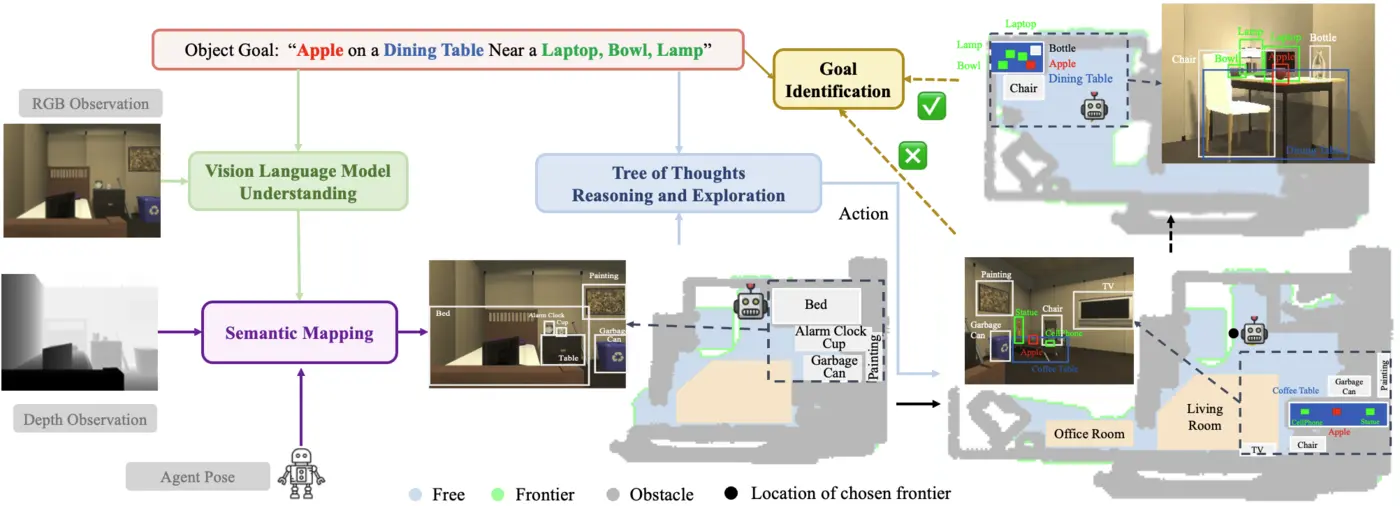 Object Goal: “Apple on a Dining Table Near a Laptop, Bowl, Lamp”
RGB Observation
Vision Language Model
Understanding
Depth Observation
Semantic Mapping
Agent Pose
Tree of Thoughts
Reasoning and Exploration
Action
Goal
Identification
Painting
Bed
Alarm Clock
Cup
Garbage
Can
Table
Bed
Alarm Clock
Cup
Garbage
Can
Painting
Laptop
Lamp
Bowl
Bottle
Apple
Dining Table
Chair
Lamp
Laptop
Bottle
Chair
Bowl
Apple
Dining Table
Painting
TV
Statue
Chair
Garbage
Can
CellPhone
Apple
Coffee Table
Office Room
Living
Room
Coffee Table
Garbage
Can
Painting
CellPhone
Apple
Statue
TV
Chair
Free
Frontier
Obstacle
Location of chosen frontier